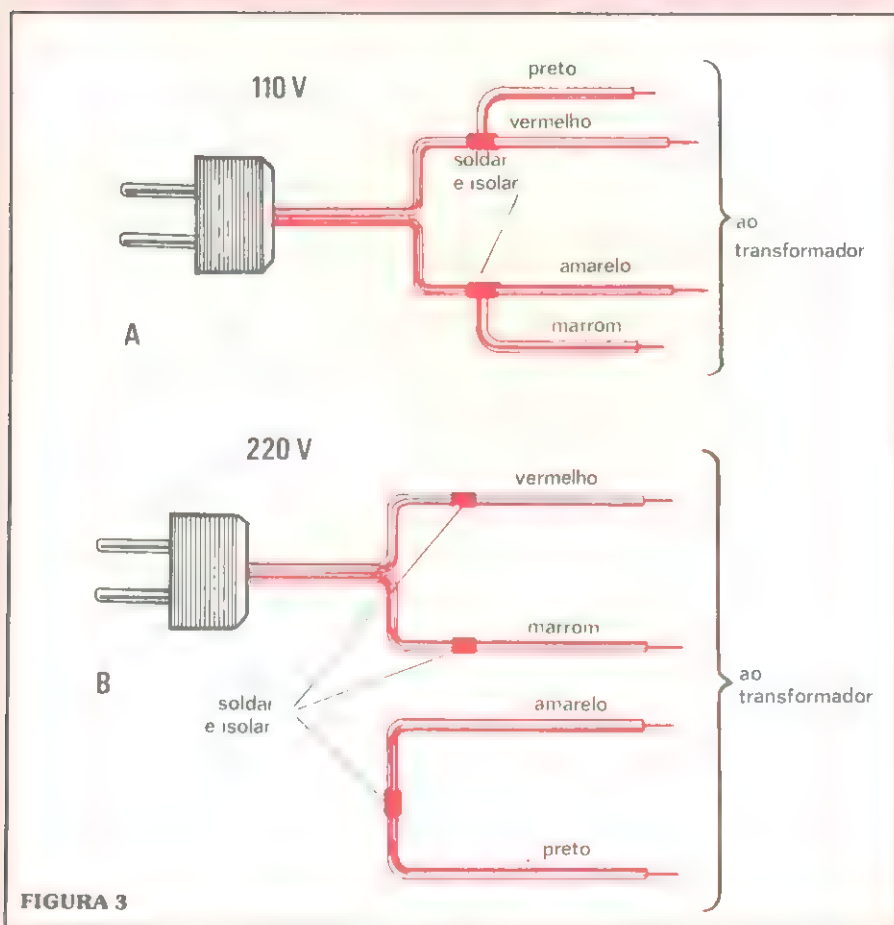 110 V
preto
vermelho
soldar
e isolar
ao
transformador
amarelo
marrom
A
220 V
vermelho
marrom
B
soldar
e isolar
ao
transformador
amarelo
preto
FIGURA 3